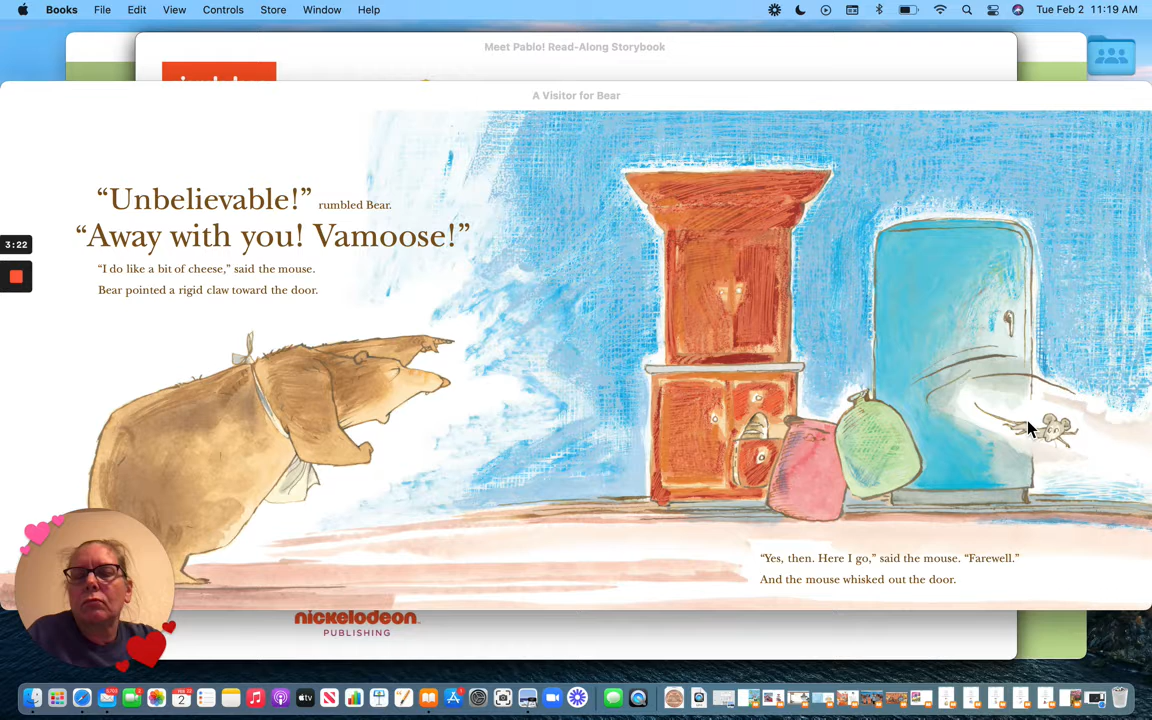 Books File Edit View Controls Store Window Help Tue Feb 2 11:19 AM
Meet Pablo! Read-Along Storybook
A Visitor for Bear
“Unbelievable!” rumbled Bear.
“Away with you! Vamoose!”
3:22
“I do like a bit of cheese,” said the mouse.
Bear pointed a rigid claw toward the door.
“Yes, then. Here I go,” said the mouse. “Farewell.”
And the mouse whisked out the door.
nickelodeon
PUBLISHING